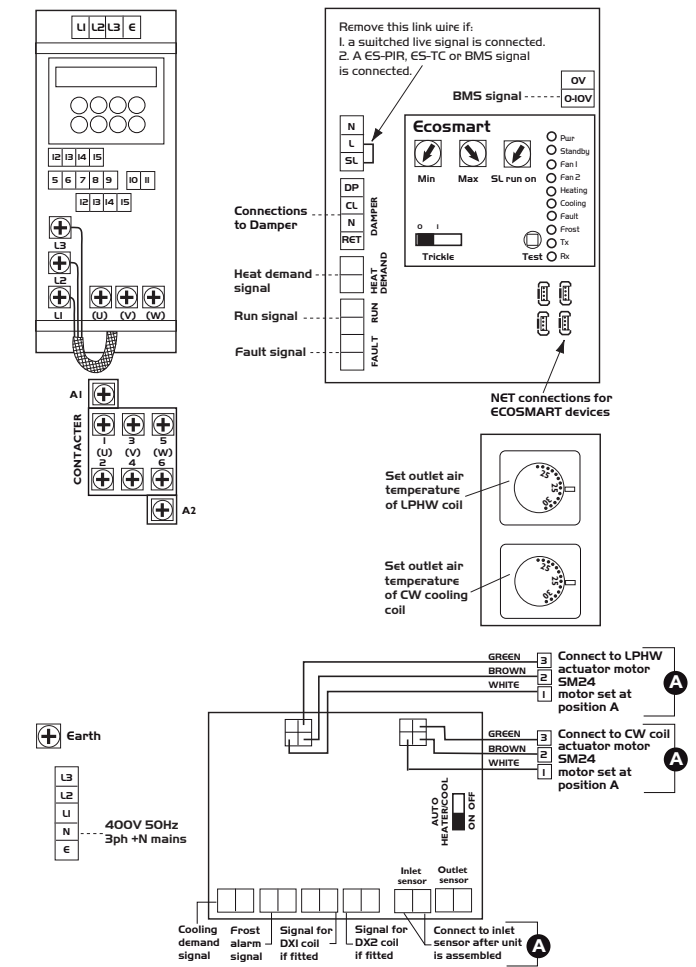 L1 L2 L3 E
12 13 14 15
5 6 7 8 9 10 11
12 13 14 15
L3
L2
L1 (U) (V) (W)
A1
CONTACTER
1 3 5
(U) (V) (W)
2 4 6
A2
Remove this link wire if:
1. a switched live signal is connected.
2. A ES-PIR, ES-TC or BMS signal
is connected.
BMS signal
0V
0-10V
N
L
SL
Ecosmart
Min Max SL run on
Pwr
Standby
Fan 1
Fan 2
Heating
Cooling
Fault
Frost
Tx
Rx
0 1
Trickle
Test
Connections
to Damper
DP
CL
N
RET
DAMPER
Heat demand
signal
HEAT
DEMAND
Run signal
RUN
Fault signal
FAULT
NET connections for
ECOSMART devices
Set outlet air
temperature
of LPHW coil
25
25
30
Set outlet air
temperature
of CW cooling
coil
25
25
30
GREEN 3
BROWN 2
WHITE 1
Connect to LPHW
actuator motor
SM24
motor set at
position A
A
GREEN 3
BROWN 2
WHITE 1
Connect to CW coil
actuator motor
SM24
motor set at
position A
A
Earth
L3
L2
L1
N
E
400V 50Hz
3ph +N mains
AUTO
HEATER/COOL
ON OFF
Inlet
sensor
Outlet
sensor
Cooling
demand
signal
Frost
alarm
signal
Signal for
DX1 coil
if fitted
Signal for
DX2 coil
if fitted
Connect to inlet
sensor after unit
is assembled
A